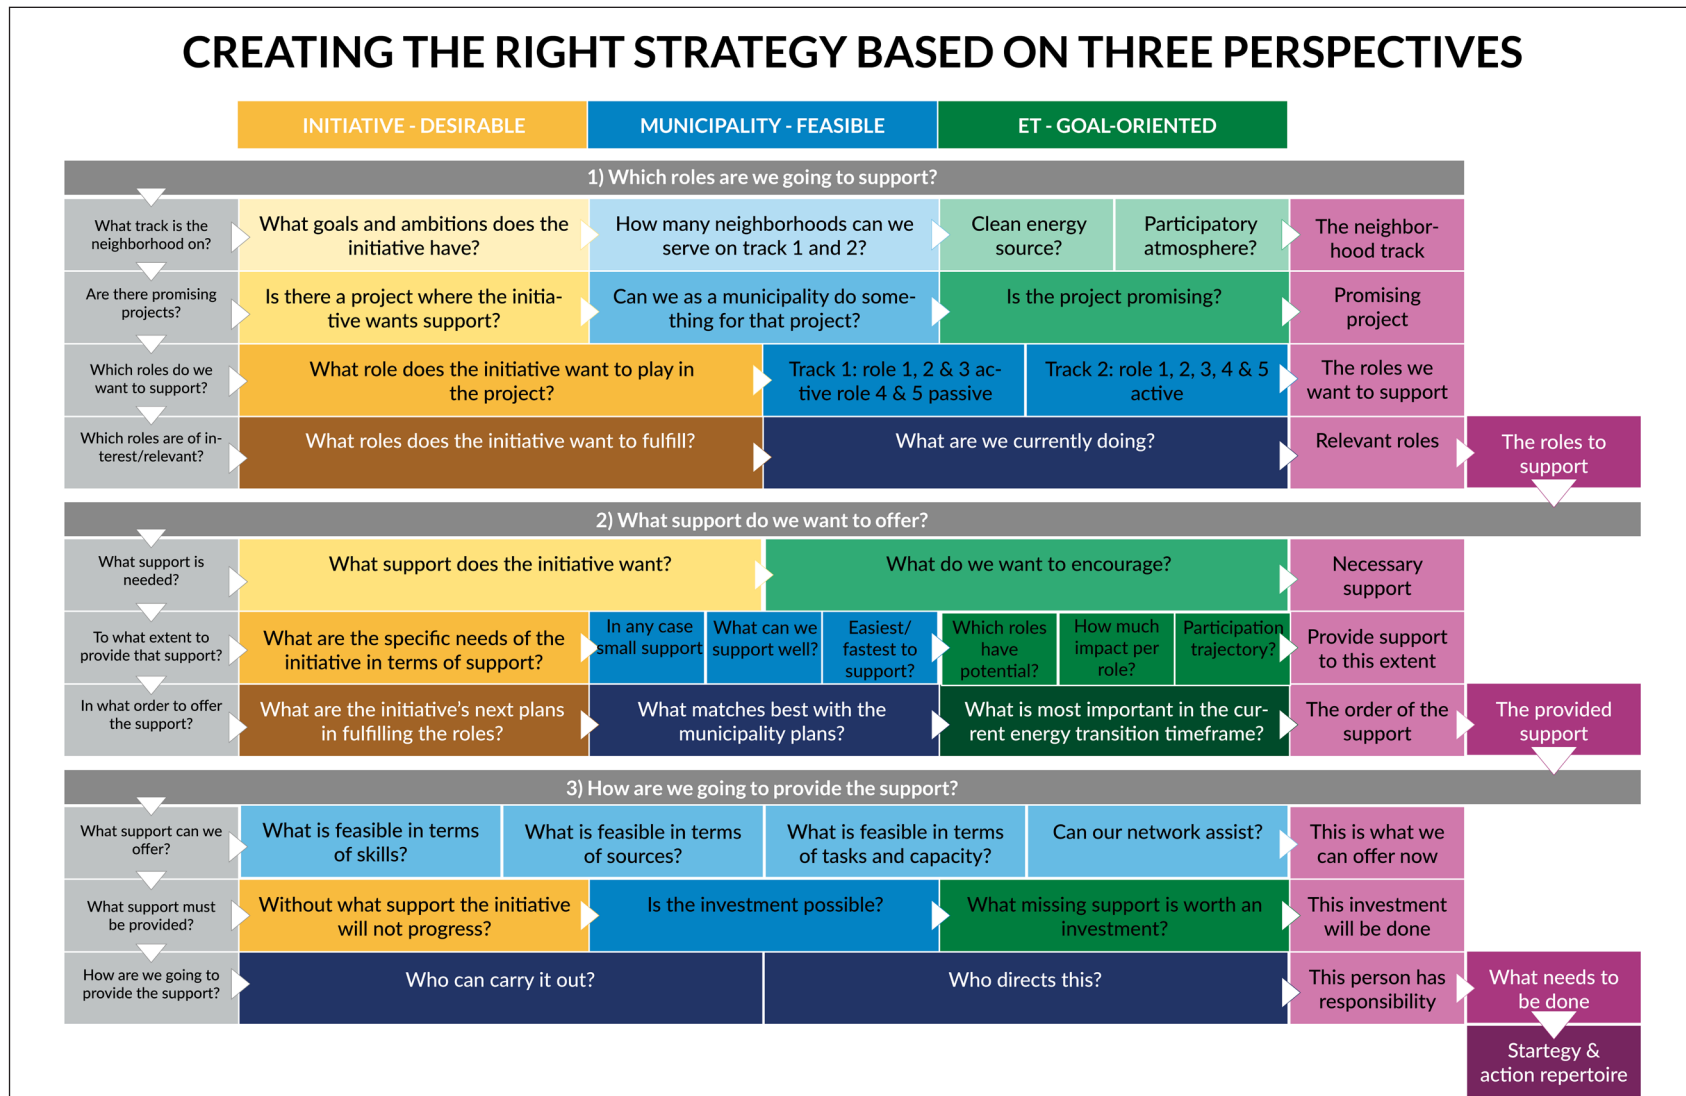 CREATING THE RIGHT STRATEGY BASED ON THREE PERSPECTIVES
INITIATIVE - DESIRABLE
MUNICIPALITY - FEASIBLE
ET - GOAL-ORIENTED
1) Which roles are we going to support?
What track is the
neighborhood on?
What goals and ambitions does the
initiative have?
How many neighborhoods can we
serve on track 1 and 2?
Clean energy
source?
Participatory
atmosphere?
The neighbor-
hood track
Are there promising
projects?
Is there a project where the initia-
tive wants support?
Can we as a municipality do some-
thing for that project?
Is the project promising?
Promising
project
Which roles do we
want to support?
What role does the initiative want to play in
the project?
Track 1: role 1, 2 & 3 ac-
tive role 4 & 5 passive
Track 2: role 1, 2, 3, 4 & 5
active
The roles we
want to support
Which roles are of in-
terest/relevant?
What roles does the initiative want to fulfill?
What are we currently doing?
Relevant roles
The roles to
support
2) What support do we want to offer?
What support is
needed?
What support does the initiative want?
What do we want to encourage?
Necessary
support
To what extent to
provide that support?
What are the specific needs of the
initiative in terms of support?
In any case
small support
What can we
support well?
Easiest/
fastest to
support?
Which roles
have
potential?
How much
impact per
role?
Participation
trajectory?
Provide support
to this extent
In what order to offer
the support?
What are the initiative's next plans
in fulfilling the roles?
What matches best with the
municipality plans?
What is most important in the cur-
rent energy transition timeframe?
The order of the
support
The provided
support
3) How are we going to provide the support?
What support can we
offer?
What is feasible in terms
of skills?
What is feasible in terms
of sources?
What is feasible in terms
of tasks and capacity?
Can our network assist?
This is what we
can offer now
What support must
be provided?
Without what support the initiative
will not progress?
Is the investment possible?
What missing support is worth an
investment?
This investment
will be done
How are we going to
provide the support?
Who can carry it out?
Who directs this?
This person has
responsibility
What needs to
be done
Startegy &
action repertoire